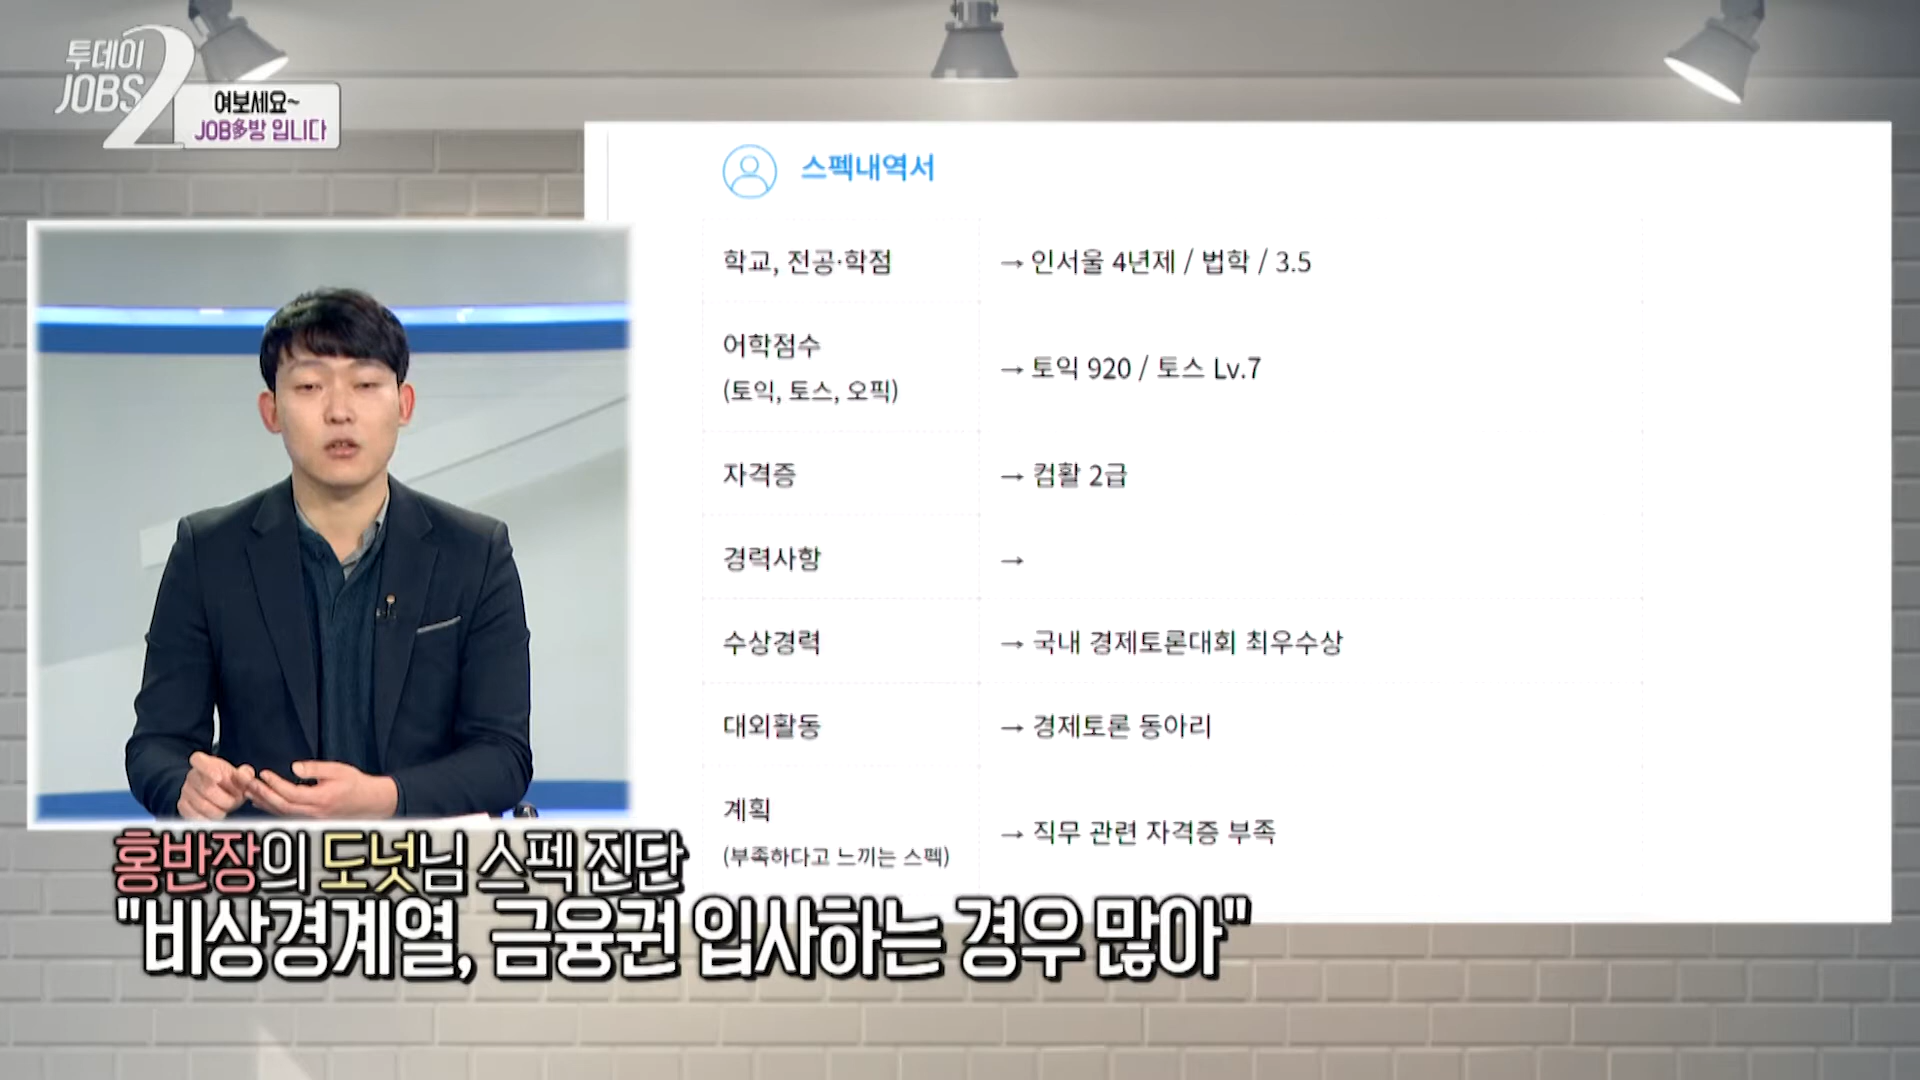 투데이
JOBS 2
여보세요~
JOB多방 입니다
스펙내역서
학교, 전공·학점
→ 인서울 4년제 / 법학 / 3.5
어학점수
(토익, 토스, 오픽)
→ 토익 920 / 토스 Lv.7
자격증
→ 컴활 2급
경력사항
→
수상경력
→ 국내 경제토론대회 최우수상
대외활동
→ 경제토론 동아리
계획
(부족하다고 느끼는 스펙)
→ 직무 관련 자격증 부족
홍반장의 도넛님 스펙 진단
"비상경계열, 금융권 입사하는 경우 많아"